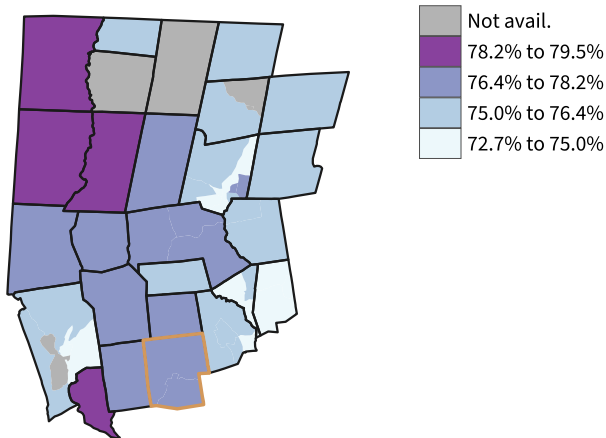 Not avail.
78.2% to 79.5%
76.4% to 78.2%
75.0% to 76.4%
72.7% to 75.0%